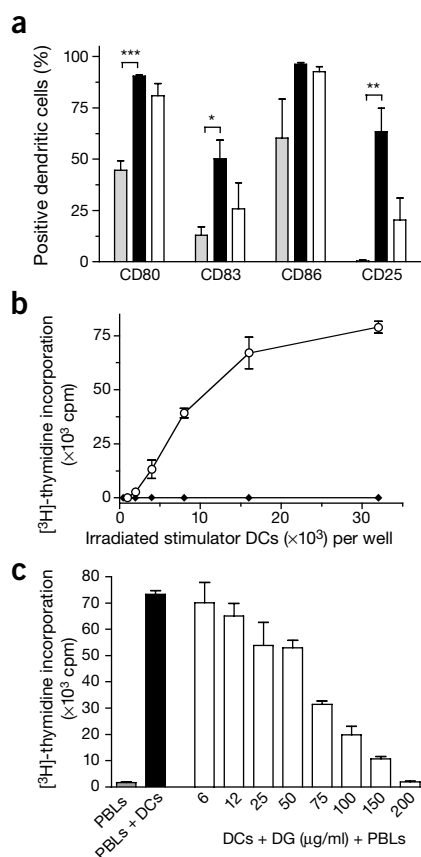 a
Positive dendritic cells (%)
100
75
50
25
0
***
*
**
CD80 CD83 CD86 CD25
b
[³H]-thymidine incorporation
(×10³ cpm)
75
50
25
0
0 10 20 30
Irradiated stimulator DCs (×10³) per well
c
[³H]-thymidine incorporation
(×10³ cpm)
80
70
60
50
40
30
20
10
0
PBLs
PBLs + DCs
6 12 25 50 75 100 150 200
DCs + DG (µg/ml) + PBLs